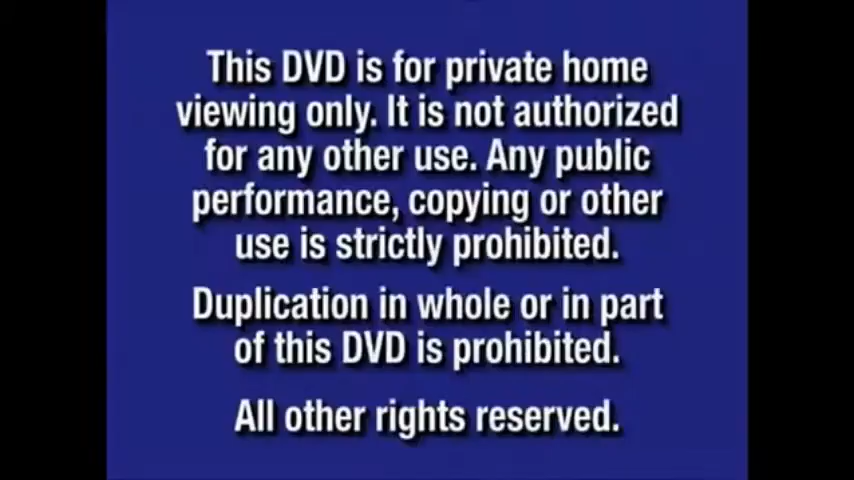 This DVD is for private home
viewing only. It is not authorized
for any other use. Any public
performance, copying or other
use is strictly prohibited.
Duplication in whole or in part
of this DVD is prohibited.
All other rights reserved.